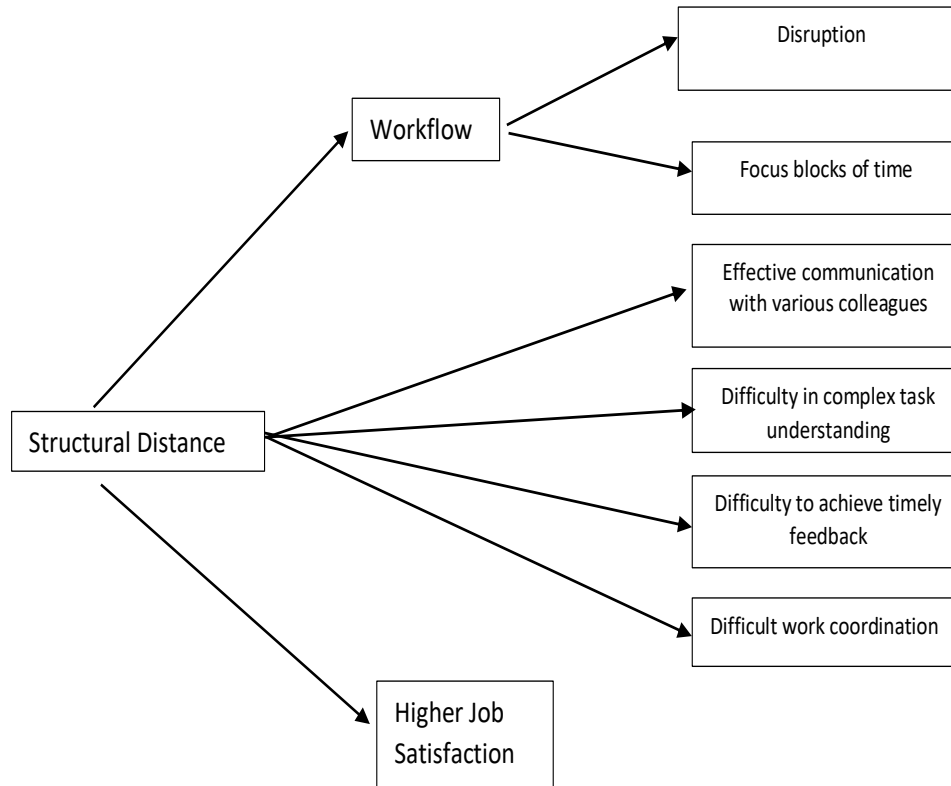 Disruption
Workflow
Focus blocks of time
Effective communication
with various colleagues
Difficulty in complex task
understanding
Structural Distance
Difficulty to achieve timely
feedback
Difficult work coordination
Higher Job
Satisfaction